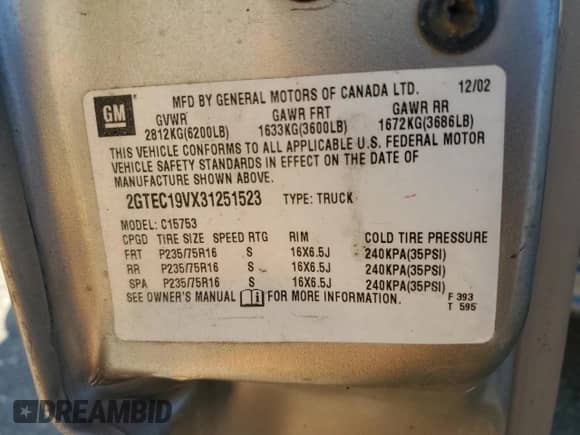 GM
MFD BY GENERAL MOTORS OF CANADA LTD. 12/02
GVWR GAWR FRT GAWR RR
2812KG(6200LB) 1633KG(3600LB) 1672KG(3686LB)
THIS VEHICLE CONFORMS TO ALL APPLICABLE U.S. FEDERAL MOTOR
VEHICLE SAFETY STANDARDS IN EFFECT ON THE DATE OF
MANUFACTURE SHOWN ABOVE.
2GTEC19VX31251523 TYPE: TRUCK
MODEL: C15753
CPGD TIRE SIZE SPEED RTG RIM COLD TIRE PRESSURE
FRT P235/75R16 S 16X6.5J 240KPA(35PSI)
RR P235/75R16 S 16X6.5J 240KPA(35PSI)
SPA P235/75R16 S 16X6.5J 240KPA(35PSI)
SEE OWNER'S MANUAL FOR MORE INFORMATION.
F 393
T 595
DREAMBID